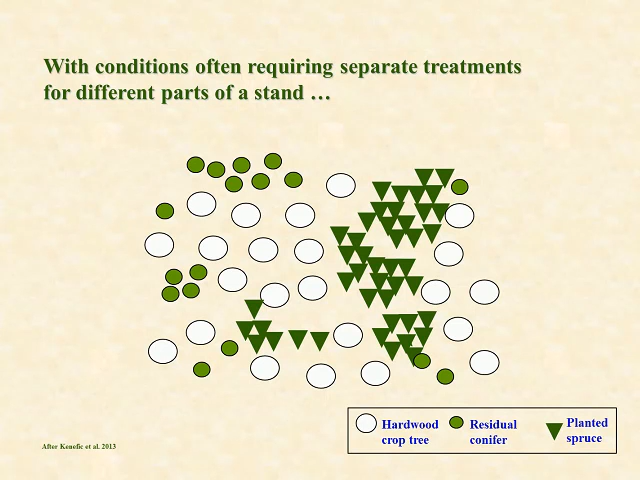 With conditions often requiring separate treatments
for different parts of a stand …
After Kenefic et al. 2013
Hardwood
crop tree
Residual
conifer
Planted
spruce